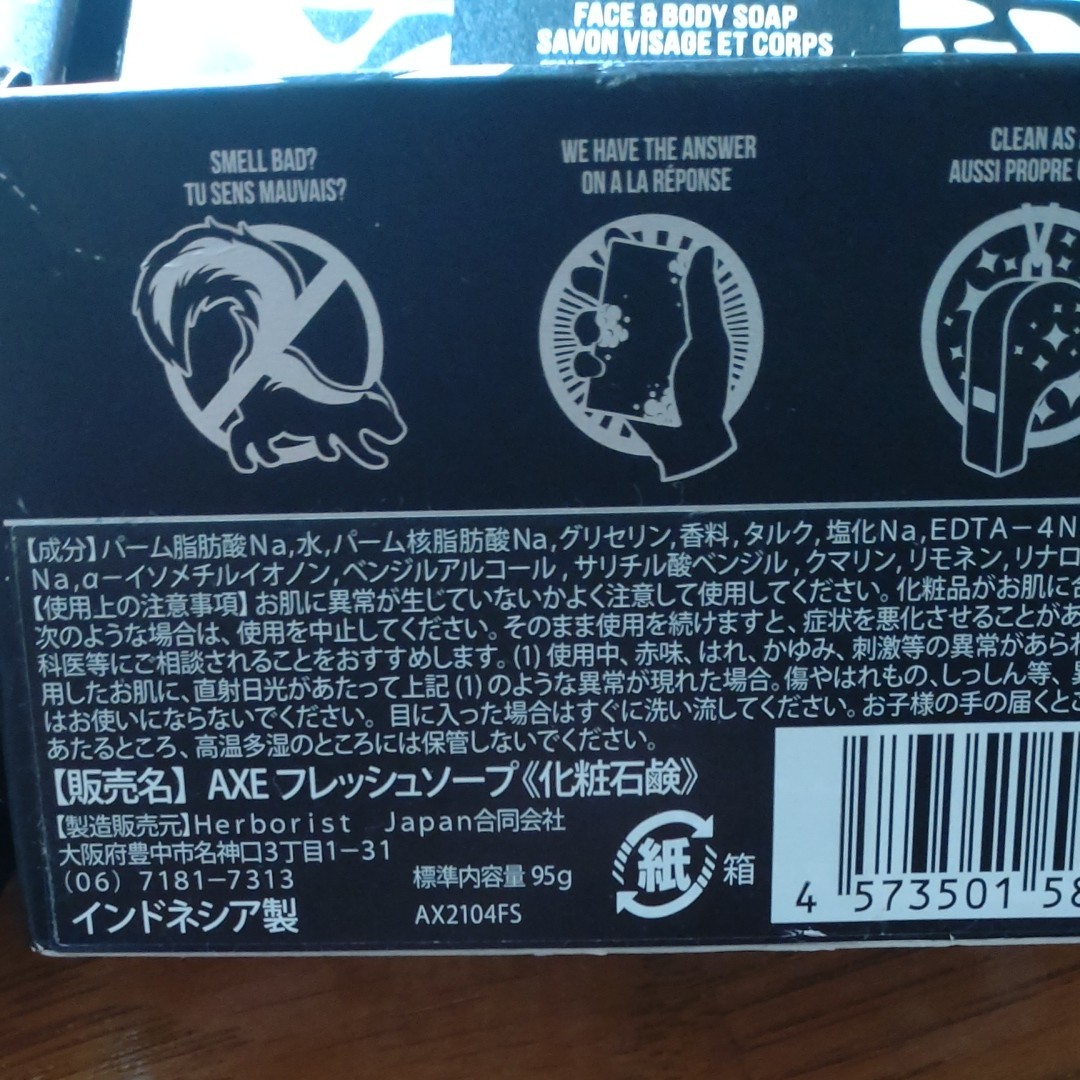 FACE & BODY SOAP
SAVON VISAGE ET CORPS
SMELL BAD?
TU SENS MAUVAIS?
WE HAVE THE ANSWER
ON A LA RÉPONSE
CLEAN AS
AUSSI PROPRE
【成分】パーム脂肪酸Na,水,パーム核脂肪酸Na,グリセリン,香料,タルク,塩化Na,EDTA－4N
Na,α－イソメチルイオノン,ベンジルアルコール,サリチル酸ベンジル,クマリン,リモネン,リナロ
【使用上の注意事項】お肌に異常が生じていないかよく注意して使用してください。化粧品がお肌に合
次のような場合は、使用を中止してください。そのまま使用を続けますと、症状を悪化させることがあ
科医等にご相談されることをおすすめします。(1)使用中、赤味、はれ、かゆみ、刺激等の異常があられ
用したお肌に、直射日光があたって上記(1)のような異常が現れた場合。傷やはれもの、しっしん等、異
はお使いにならないでください。目に入った場合はすぐに洗い流してください。お子様の手の届くとこ
あたるところ、高温多湿のところには保管しないでください。
【販売名】AXE フレッシュソープ《化粧石鹸》
【製造販売元】Herborist Japan合同会社
大阪府豊中市名神口3丁目1－31
(06) 7181－7313
インドネシア製
標準内容量 95g
AX2104FS
紙 箱
4 573501 58